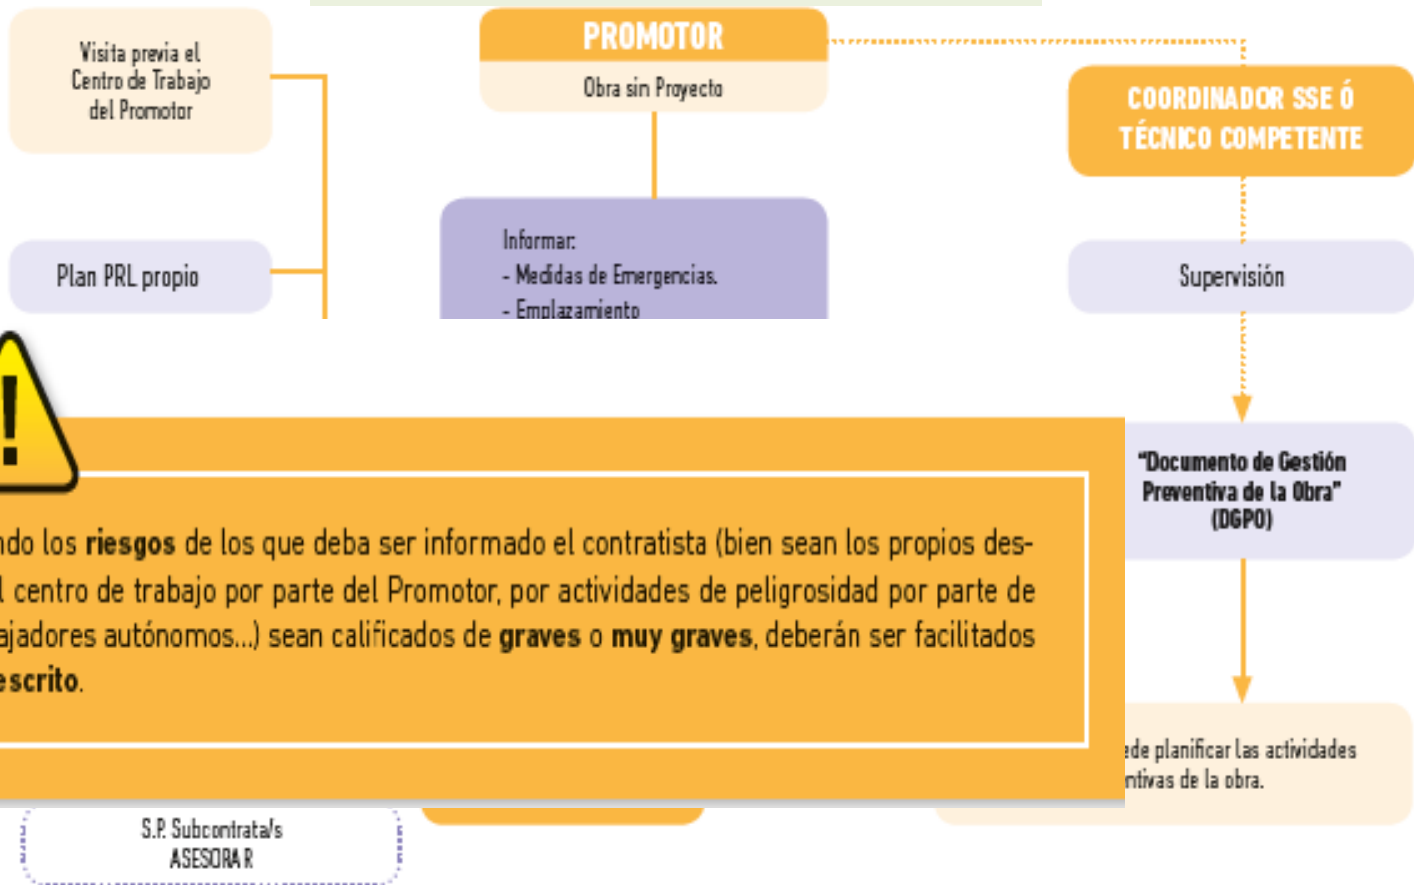 Visita previa el
Centro de Trabajo
del Promotor
PROMOTOR
Obra sin Proyecto
COORDINADOR SSE Ó
TÉCNICO COMPETENTE
Plan PRL propio
Informar:
- Medidas de Emergencias.
- Emplazamiento
Supervisión
!
los riesgos de los que deba ser informado el contratista (bien sean los propios des-
centro de trabajo por parte del Promotor, por actividades de peligrosidad por parte de
autónomos...) sean calificados de graves o muy graves, deberán ser facilitados
escrito.
"Documento de Gestión
Preventiva de la Obra"
(DGPO)
planificar las actividades
de la obra.
S.P. Subcontrata/s
ASESORAR